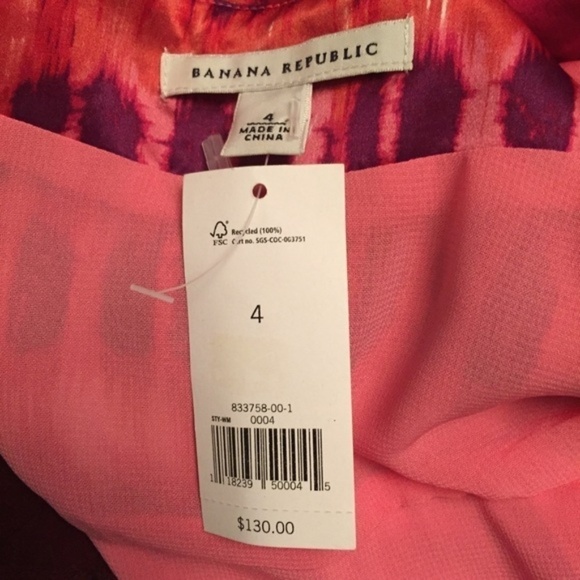 BANANA REPUBLIC
4
MADE IN
CHINA
FSC
Recycled (100%)
Cert no. SGS-COC-003751
4
833758-00-1
STY-WM 0004
1 18239 50004 5
$130.00